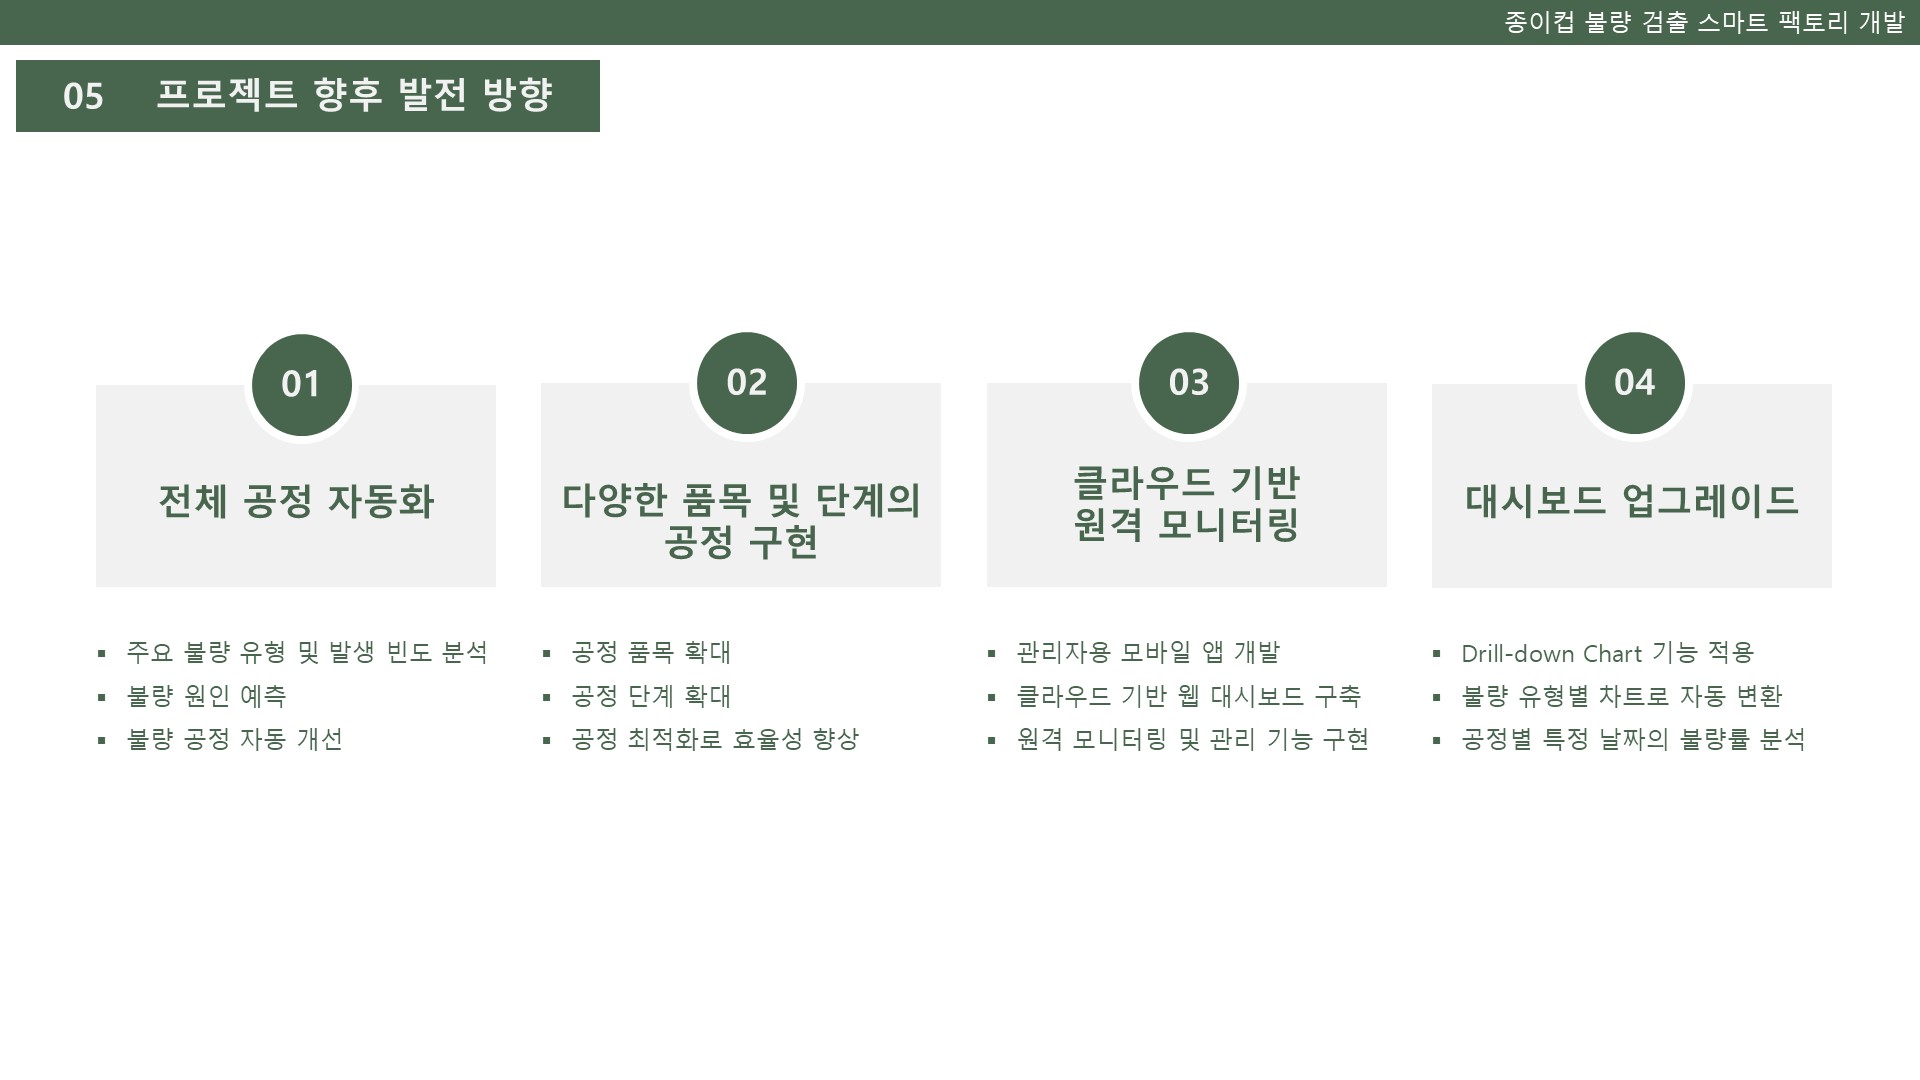 종이컵 불량 검출 스마트 팩토리 개발
05 프로젝트 향후 발전 방향
01
전체 공정 자동화
▪ 주요 불량 유형 및 발생 빈도 분석
▪ 불량 원인 예측
▪ 불량 공정 자동 개선
02
다양한 품목 및 단계의
공정 구현
▪ 공정 품목 확대
▪ 공정 단계 확대
▪ 공정 최적화로 효율성 향상
03
클라우드 기반
원격 모니터링
▪ 관리자용 모바일 앱 개발
▪ 클라우드 기반 웹 대시보드 구축
▪ 원격 모니터링 및 관리 기능 구현
04
대시보드 업그레이드
▪ Drill-down Chart 기능 적용
▪ 불량 유형별 차트로 자동 변환
▪ 공정별 특정 날짜의 불량률 분석